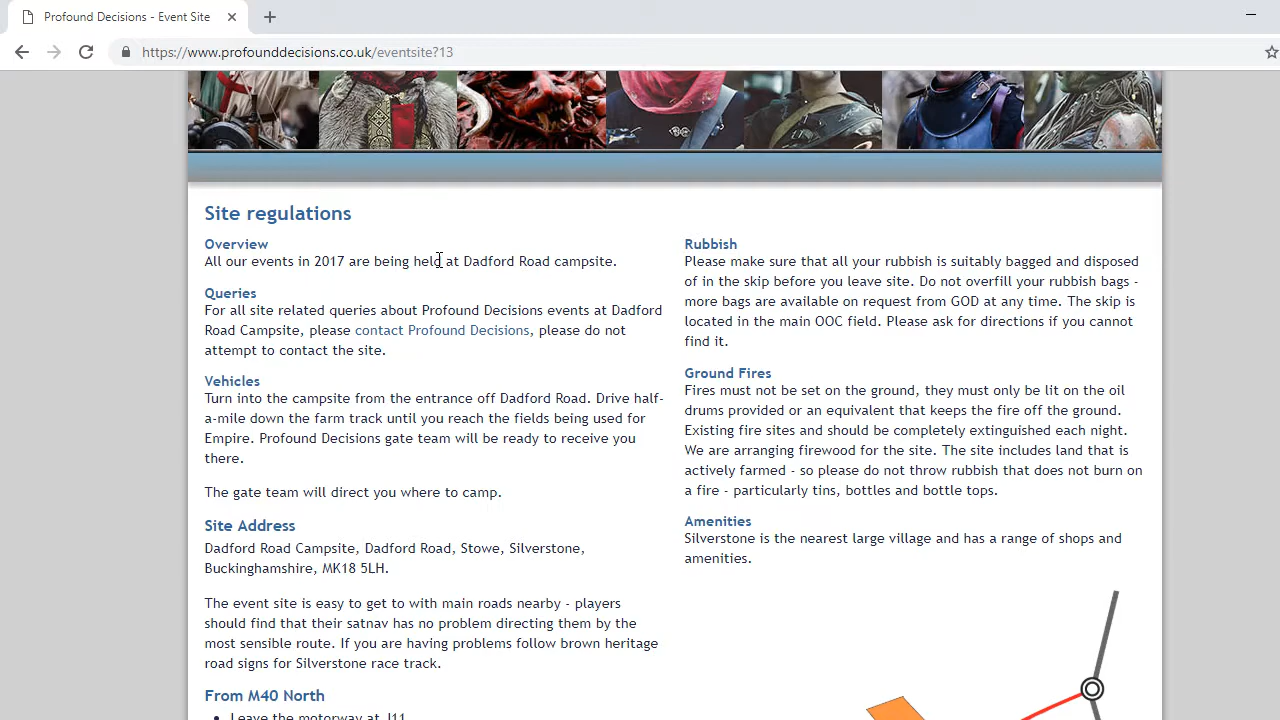 Profound Decisions - Event Site
https://www.profounddecisions.co.uk/eventsite?13
Site regulations
Overview
All our events in 2017 are being held at Dadford Road campsite.
Queries
For all site related queries about Profound Decisions events at Dadford
Road Campsite, please contact Profound Decisions, please do not
attempt to contact the site.
Vehicles
Turn into the campsite from the entrance off Dadford Road. Drive half-
a-mile down the farm track until you reach the fields being used for
Empire. Profound Decisions gate team will be ready to receive you
there.
The gate team will direct you where to camp.
Site Address
Dadford Road Campsite, Dadford Road, Stowe, Silverstone,
Buckinghamshire, MK18 5LH.
The event site is easy to get to with main roads nearby - players
should find that their satnav has no problem directing them by the
most sensible route. If you are having problems follow brown heritage
road signs for Silverstone race track.
From M40 North
• Leave the motorway at J11
Rubbish
Please make sure that all your rubbish is suitably bagged and disposed
of in the skip before you leave site. Do not overfill your rubbish bags -
more bags are available on request from GOD at any time. The skip is
located in the main OOC field. Please ask for directions if you cannot
find it.
Ground Fires
Fires must not be set on the ground, they must only be lit on the oil
drums provided or an equivalent that keeps the fire off the ground.
Existing fire sites and should be completely extinguished each night.
We are arranging firewood for the site. The site includes land that is
actively farmed - so please do not throw rubbish that does not burn on
a fire - particularly tins, bottles and bottle tops.
Amenities
Silverstone is the nearest large village and has a range of shops and
amenities.